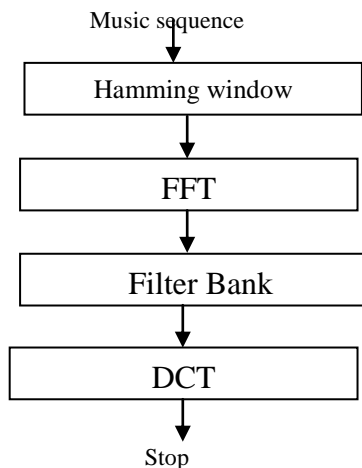 Music sequence
Hamming window
FFT
Filter Bank
DCT
Stop